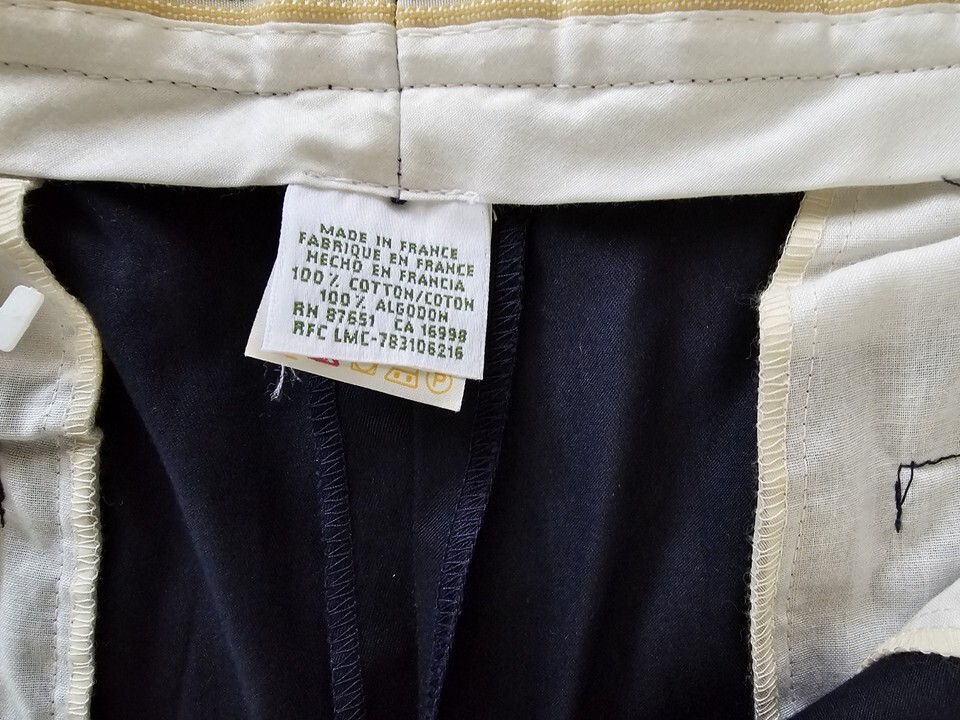 MADE IN FRANCE
FABRIQUE EN FRANCE
HECHO EN FRANCIA
100% COTTON/COTON
100% ALGODON
RN 87651 CA 16998
RFC LMC-783106216
P